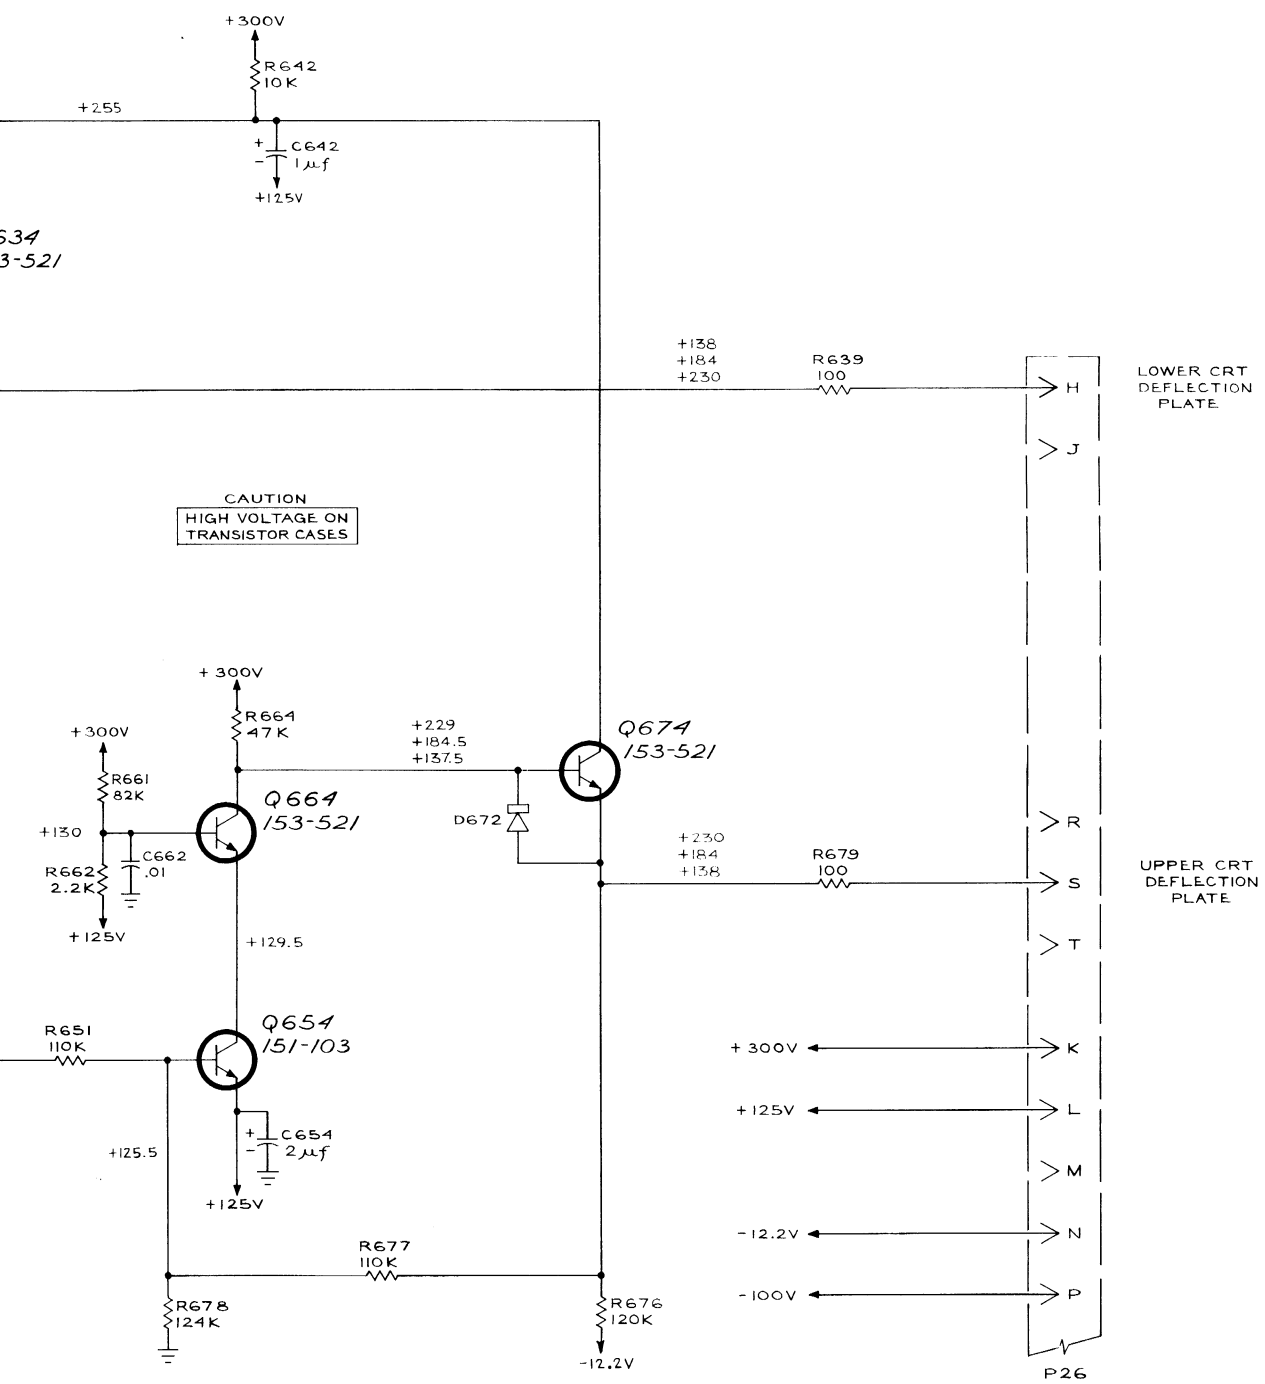 +300V
R642
10K
+255
+
C642
-
1µf
+125V
634
3-521
+138
+184
+230
R639
100
H
LOWER CRT
DEFLECTION
PLATE
J
CAUTION
HIGH VOLTAGE ON
TRANSISTOR CASES
+300V
R664
47K
+229
+184.5
+137.5
Q674
153-521
+300V
R661
82K
Q664
153-521
D672
R
+130
C662
.01
R662
2.2K
+125V
+230
+184
+138
R679
100
S
UPPER CRT
DEFLECTION
PLATE
+129.5
T
R651
110K
Q654
151-103
+300V
K
+125V
L
+
C654
-
2µf
+125.5
M
+125V
-12.2V
N
R677
110K
-100V
P
R678
124K
R676
120K
-12.2V
P26